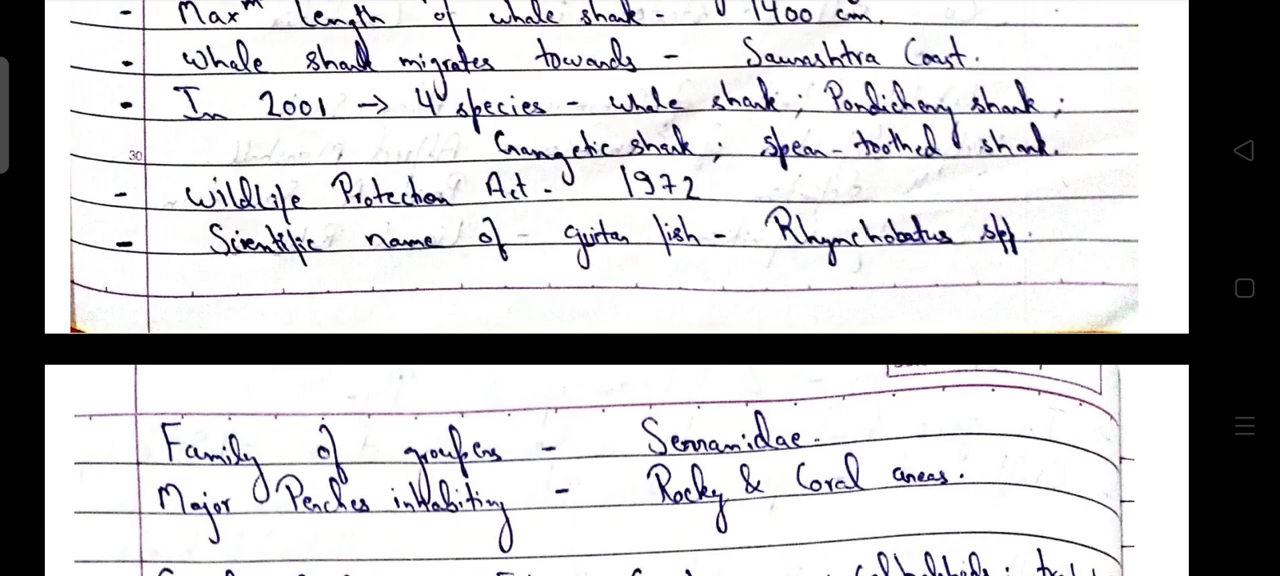 - Maxᵐ length of whale shark - 1400 cm.
- Whale shark migrates towards - Saurashtra Coast.
- In 2001 → 4 species - whale shark; Pondicherry shark;
30 Gangetic shark; spear-toothed shark.
- Wildlife Protection Act - 1972
- Scientific name of guitar fish - Rhynchobatus spp.
Family of groupers - Serranidae.
Major Perches inhabiting - Rocky & Coral areas.